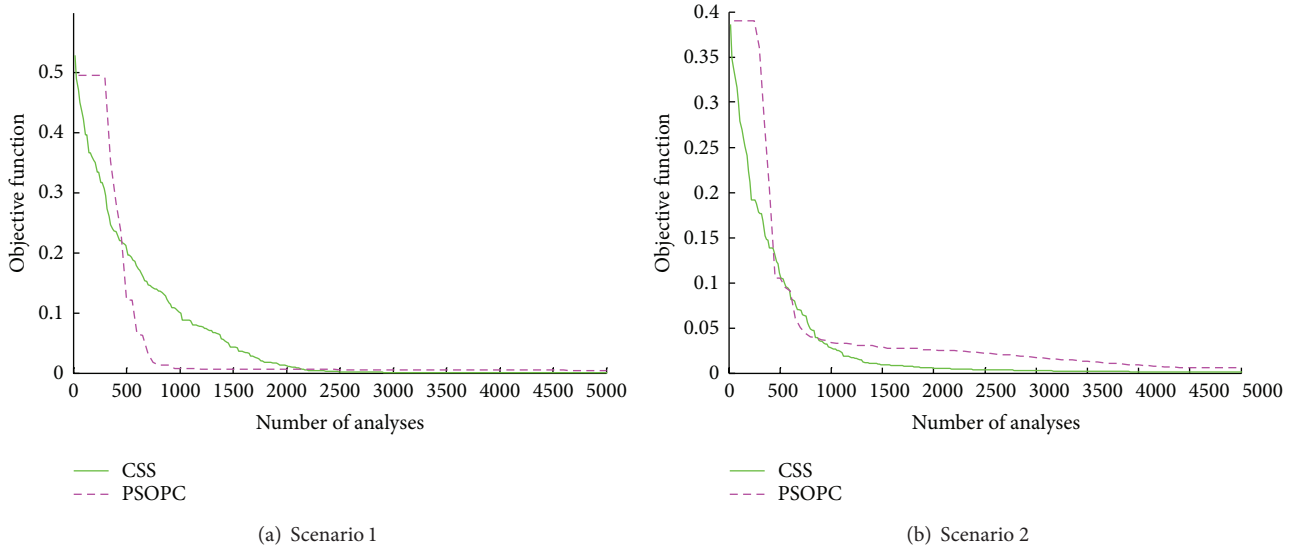 0.5
0.4
0.3
0.2
0.1
0
Objective function
0 500 1000 1500 2000 2500 3000 3500 4000 4500 5000
Number of analyses
CSS
PSOPC
(a) Scenario 1
0.4
0.35
0.3
0.25
0.2
0.15
0.1
0.05
0
Objective function
0 500 1000 1500 2000 2500 3000 3500 4000 4500 5000
Number of analyses
CSS
PSOPC
(b) Scenario 2